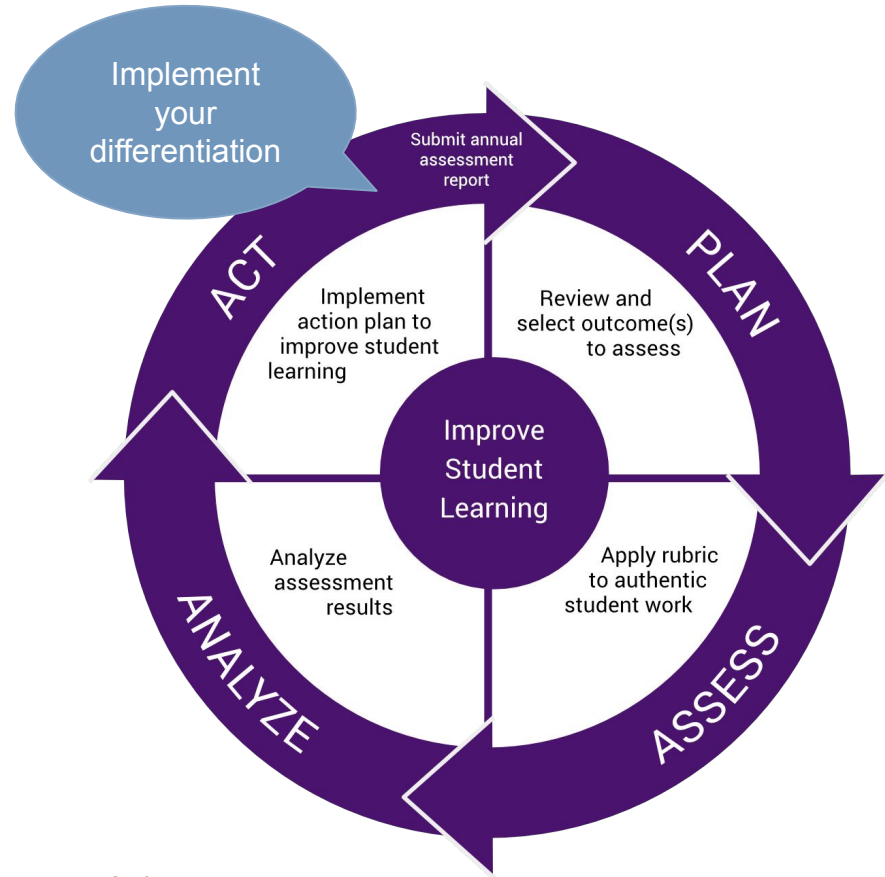 Implement
your
differentiation
Submit annual
assessment
report
ACT
PLAN
Implement
action plan to
improve student
learning
Review and
select outcome(s)
to assess
Improve
Student
Learning
Analyze
assessment
results
Apply rubric
to authentic
student work
ANALYZE
ASSESS